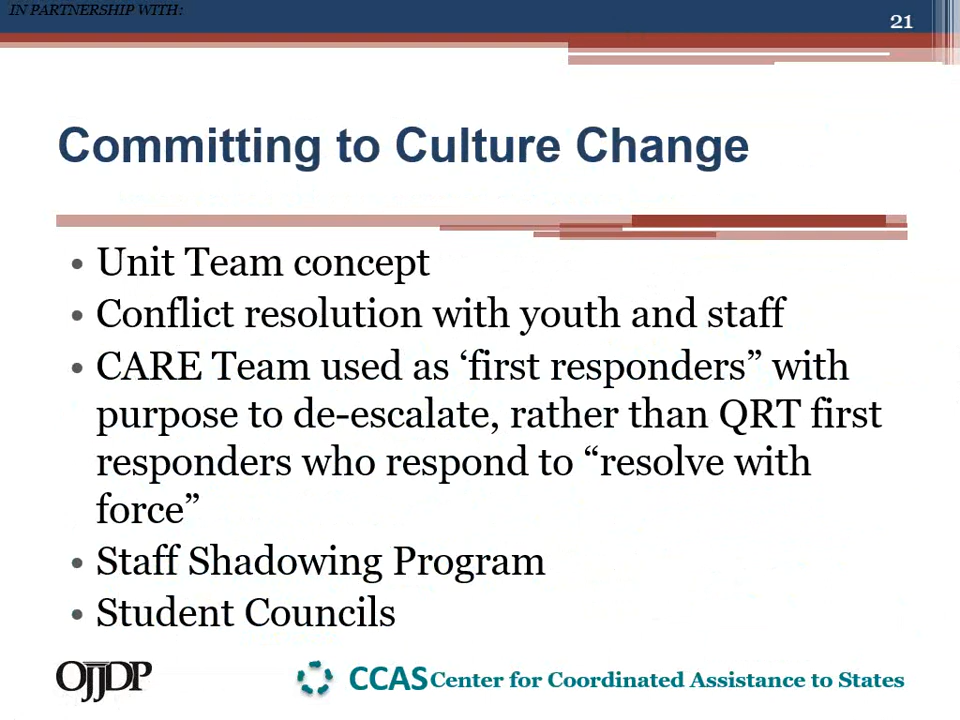 IN PARTNERSHIP WITH:
21
Committing to Culture Change
• Unit Team concept
• Conflict resolution with youth and staff
• CARE Team used as ‘first responders” with
purpose to de-escalate, rather than QRT first
responders who respond to “resolve with
force”
• Staff Shadowing Program
• Student Councils
OJJDP
CCAS Center for Coordinated Assistance to States